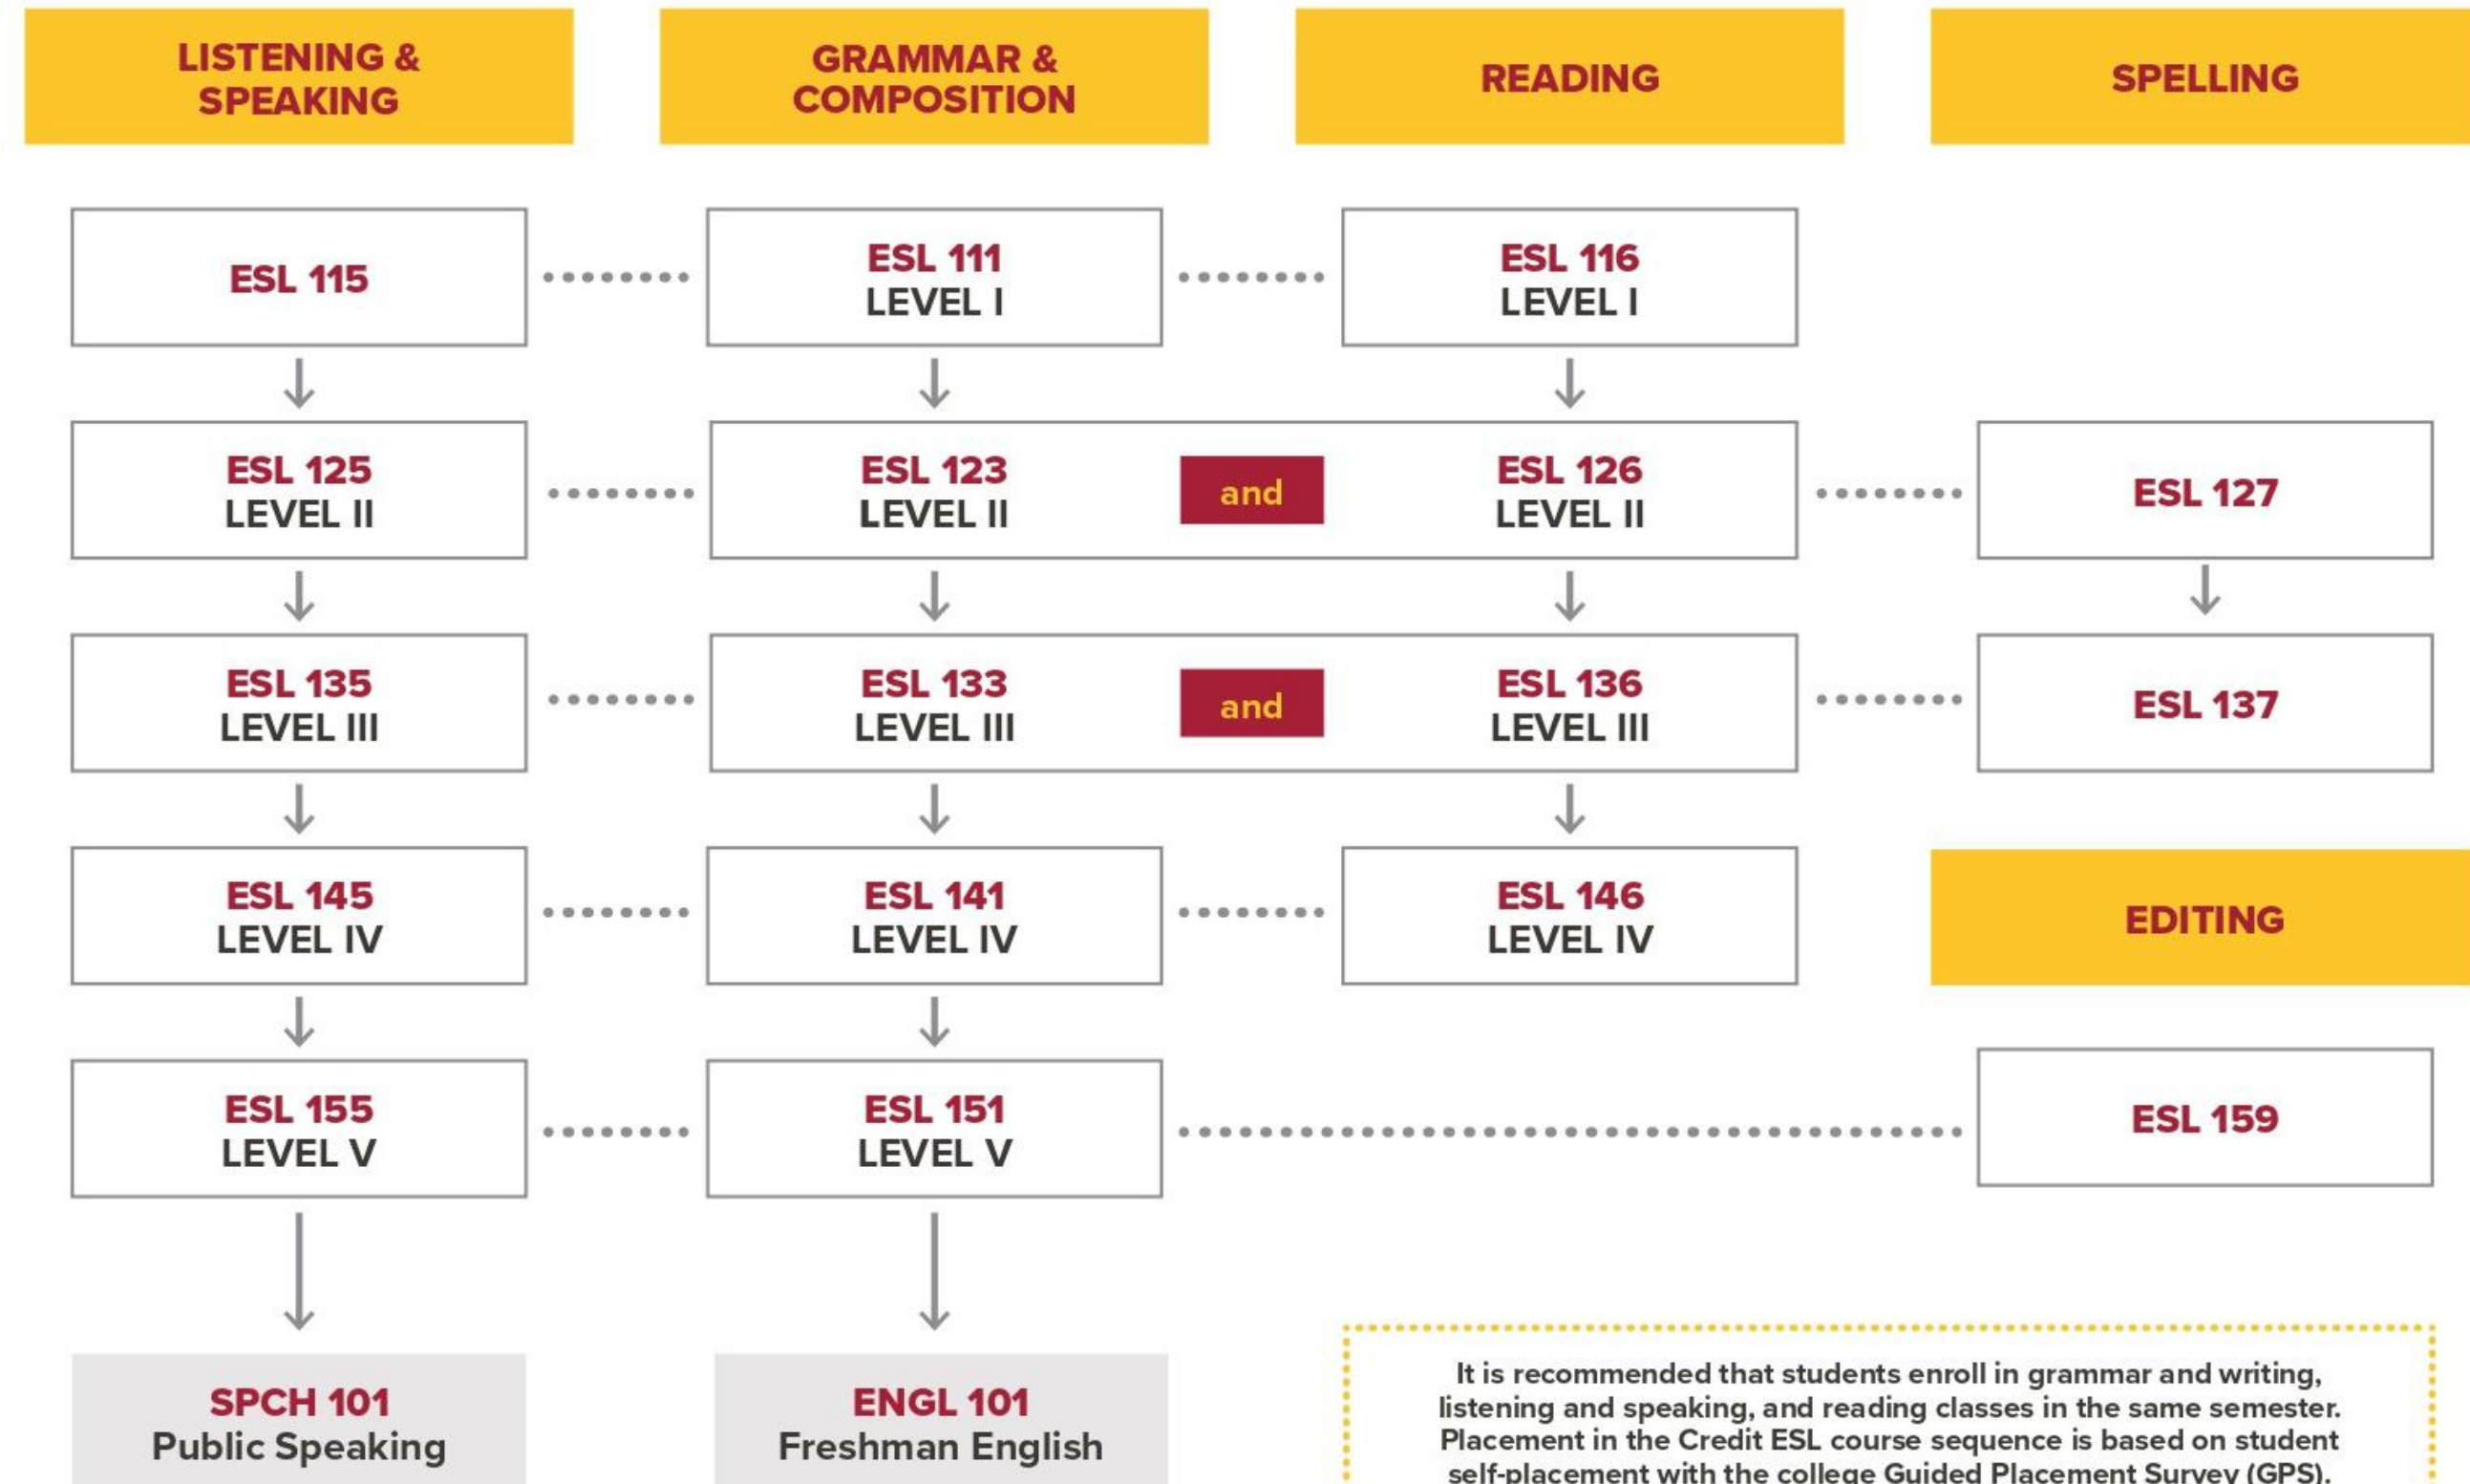 LISTENING &
SPEAKING
GRAMMAR &
COMPOSITION
READING
SPELLING
ESL 115
ESL 111
LEVEL I
ESL 116
LEVEL I
ESL 125
LEVEL II
ESL 123
LEVEL II
and
ESL 126
LEVEL II
ESL 127
ESL 135
LEVEL III
ESL 133
LEVEL III
and
ESL 136
LEVEL III
ESL 137
ESL 145
LEVEL IV
ESL 141
LEVEL IV
ESL 146
LEVEL IV
EDITING
ESL 155
LEVEL V
ESL 151
LEVEL V
ESL 159
SPCH 101
Public Speaking
ENGL 101
Freshman English
It is recommended that students enroll in grammar and writing,
listening and speaking, and reading classes in the same semester.
Placement in the Credit ESL course sequence is based on student
self-placement with the college Guided Placement Survey (GPS).